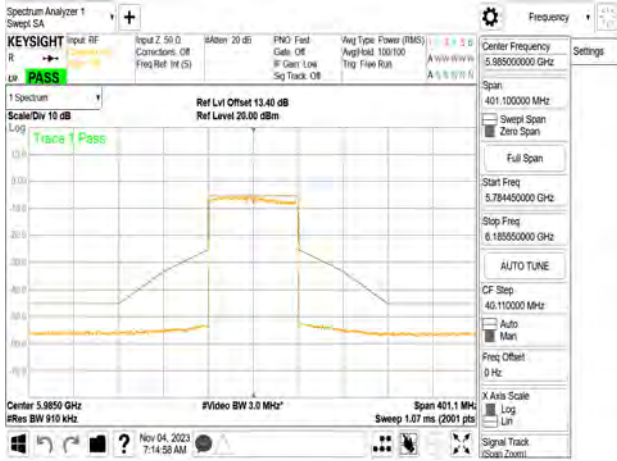 Spectrum Analyzer 1
Swept SA
+
Frequency
KEYSIGHT
R
PASS
Input: RF
Input Z: 50 Ω
Corrections: Off
Freq Ref: Int (S)
#Atten: 20 dB
PNO: Fast
Gate: Off
IF Gain: Low
Sig Track: Off
Avg Type: Power (RMS)
Avg|Hold: 100/100
Trig: Free Run
Settings
Center Frequency
5.985000000 GHz
Span
401.100000 MHz
Swept Span
Zero Span
Full Span
Start Freq
5.784450000 GHz
Stop Freq
6.185550000 GHz
AUTO TUNE
CF Step
40.110000 MHz
Auto
Man
Freq Offset
0 Hz
X Axis Scale
Log
Lin
Signal Track
(Span Zoom)
1 Spectrum
Scale/Div 10 dB
Ref Lvl Offset 13.40 dB
Ref Level 20.00 dBm
Log
Trace 1 Pass
Center 5.9850 GHz
#Res BW 910 kHz
#Video BW 3.0 MHz*
Span 401.1 MHz
Sweep 1.07 ms (2001 pts
?
Nov 04, 2023
7:14:58 AM